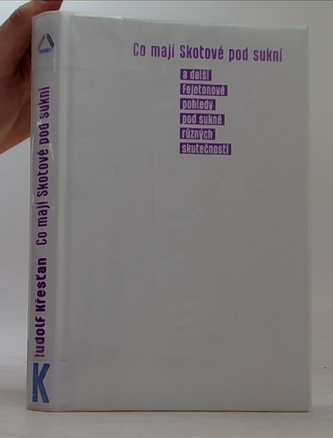 Co mají Skotové pod sukní
a další
fejetonové
pohledy
pod sukně
různých
skutečností
Rudolf Křesťan Co mají Skotové pod sukní
K